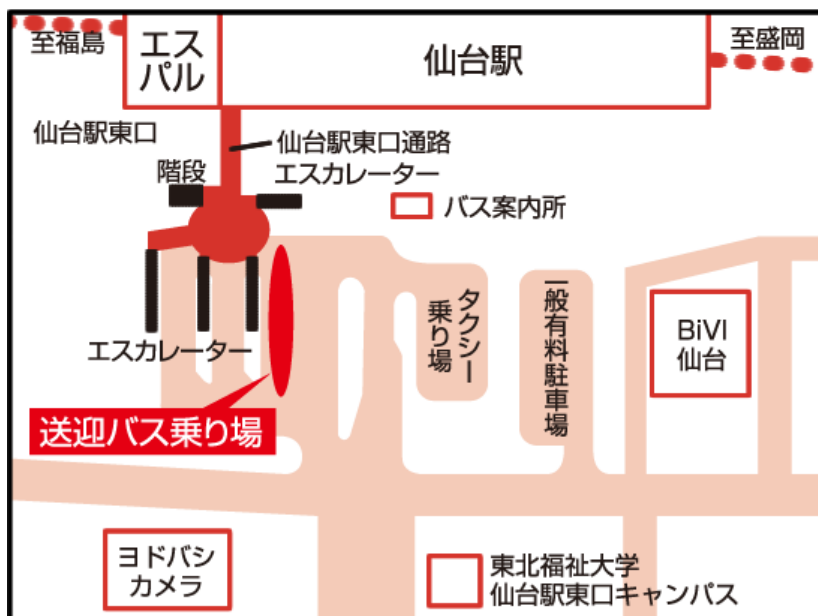 至福島
エス
パル
仙台駅
至盛岡
仙台駅東口
仙台駅東口通路
階段
エスカレーター
バス案内所
エスカレーター
送迎バス乗り場
タクシー
乗り場
一般有料駐車場
BiVi
仙台
ヨドバシ
カメラ
東北福祉大学
仙台駅東口キャンパス